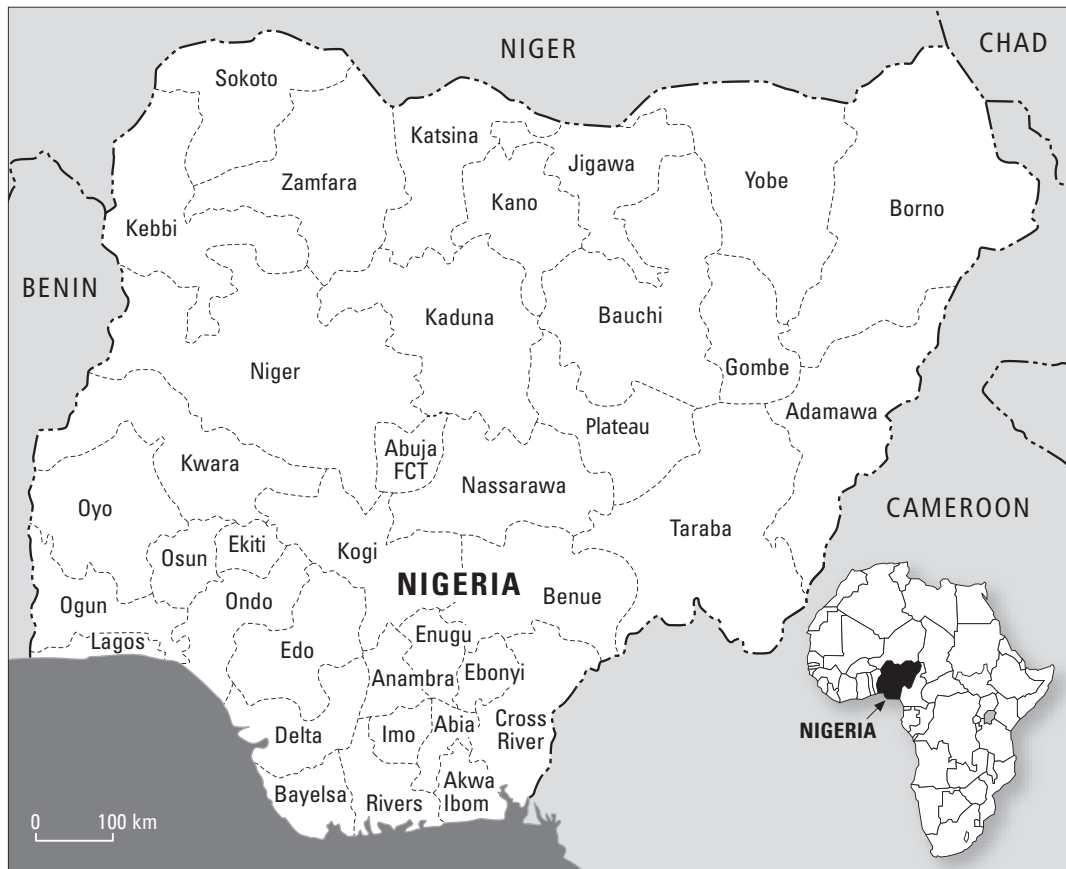 NIGER
CHAD
Sokoto
Katsina
Jigawa
Zamfara
Yobe
Kano
Borno
Kebbi
BENIN
Bauchi
Kaduna
Gombe
Niger
Adamawa
Plateau
Abuja
FCT
Kwara
Nassarawa
CAMEROON
Oyo
Taraba
Ekiti
Kogi
Osun
NIGERIA
Benue
Ogun
Ondo
Enugu
Lagos
Edo
Ebonyi
Anambra
Cross
River
Abia
Delta
Imo
NIGERIA
Akwa
Ibom
Bayelsa
Rivers
0 100 km